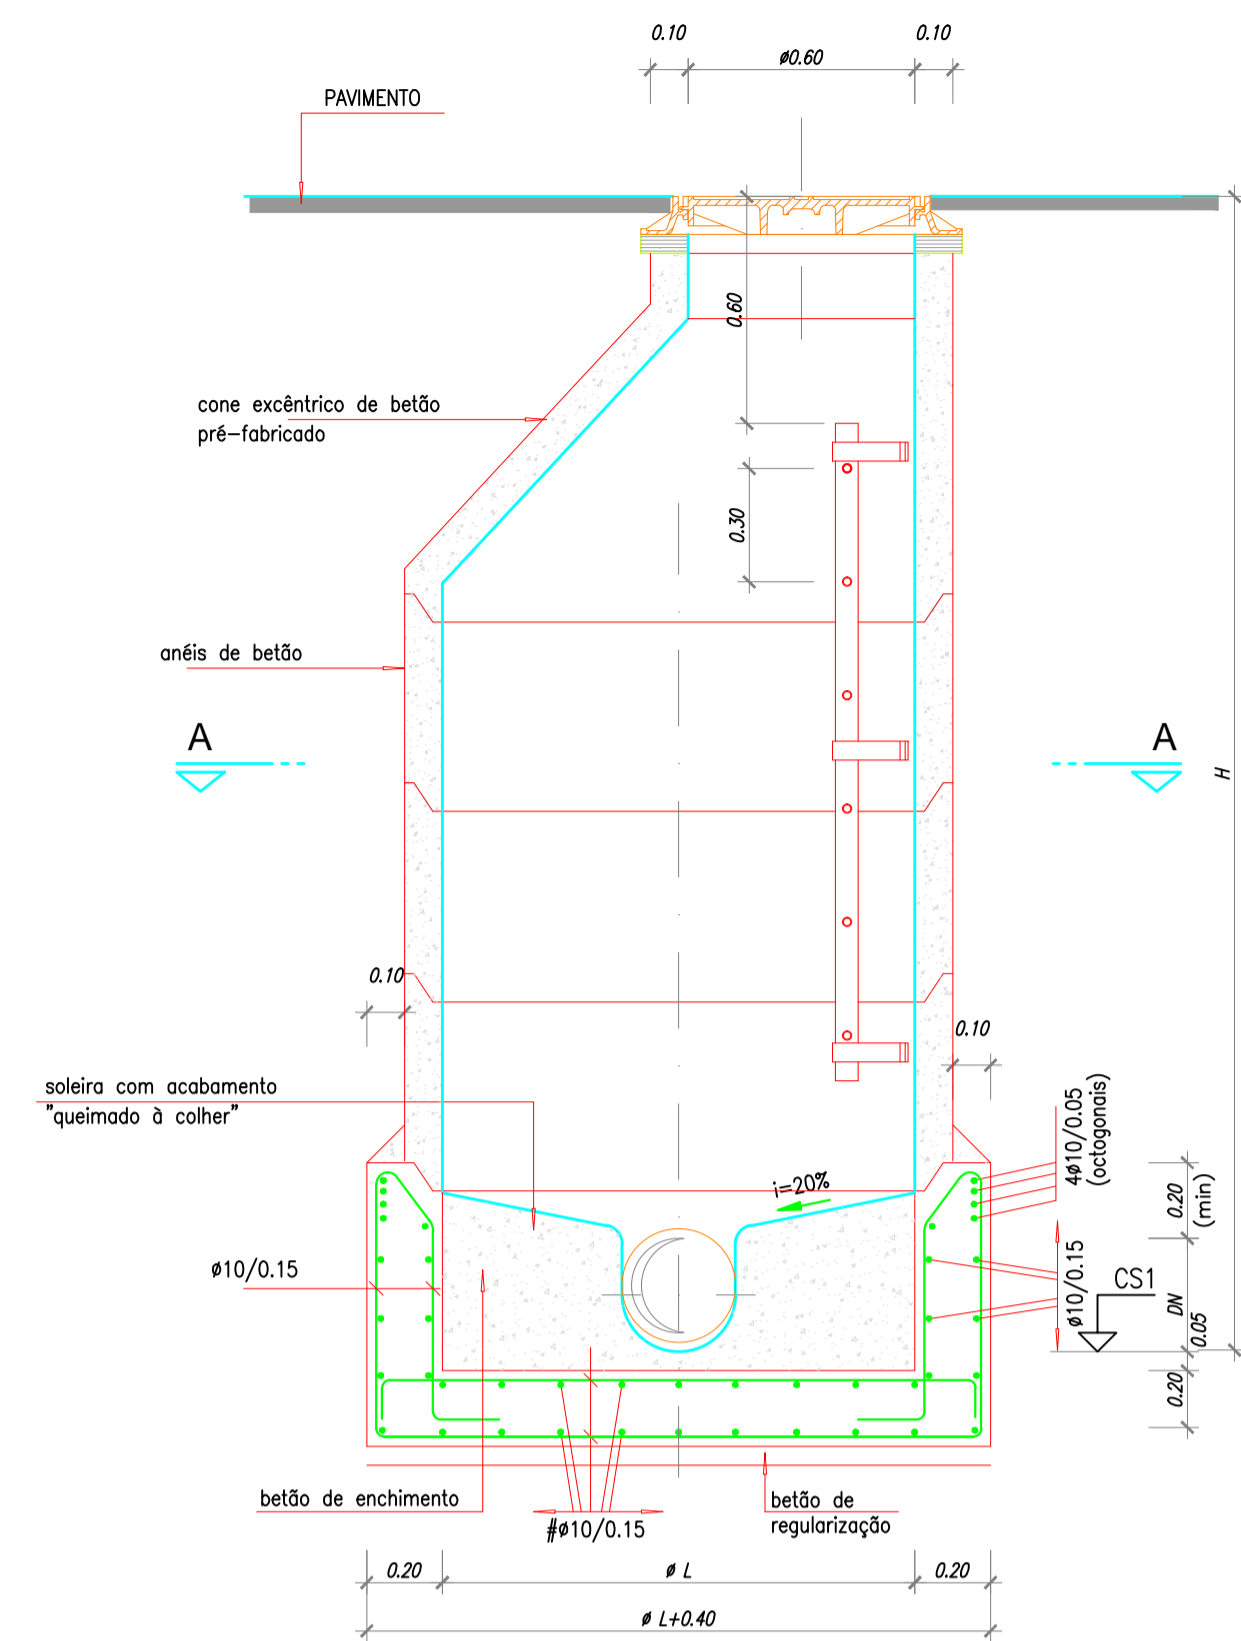 0.10
0.10
ø0.60
PAVIMENTO
0.60
cone excêntrico de betão
pré-fabricado
0.30
anéis de betão
A
A
H
0.10
0.10
soleira com acabamento
"queimado à colher"
4ø10/0.05
(octogonais)
i=20%
0.20
(min)
ø10/0.15
ø10/0.15
CS1
DN
0.05
0.20
betão de enchimento
#ø10/0.15
betão de
regularização
0.20
ø L
0.20
ø L+0.40